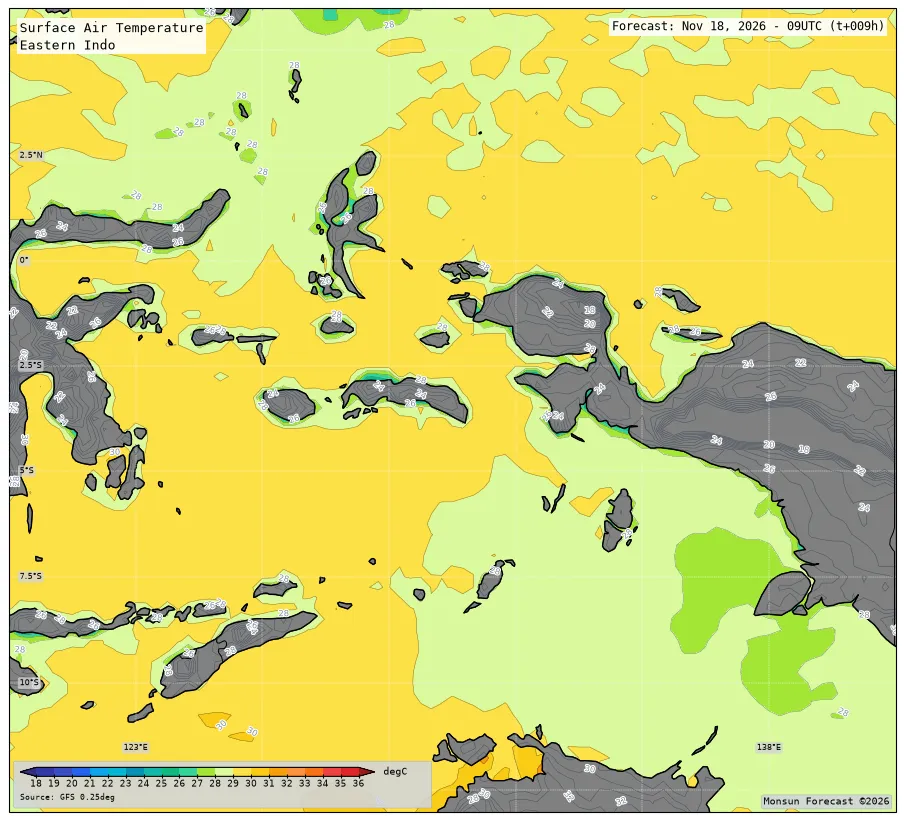 Surface Air Temperature
Eastern Indo
Forecast: Nov 18, 2026 - 09UTC (t+009h)
2.5°N
0°
2.5°S
5°S
7.5°S
10°S
123°E
138°E
18 19 20 21 22 23 24 25 26 27 28 29 30 31 32 33 34 35 36
degC
Source: GFS 0.25deg
Monsun Forecast ©2026